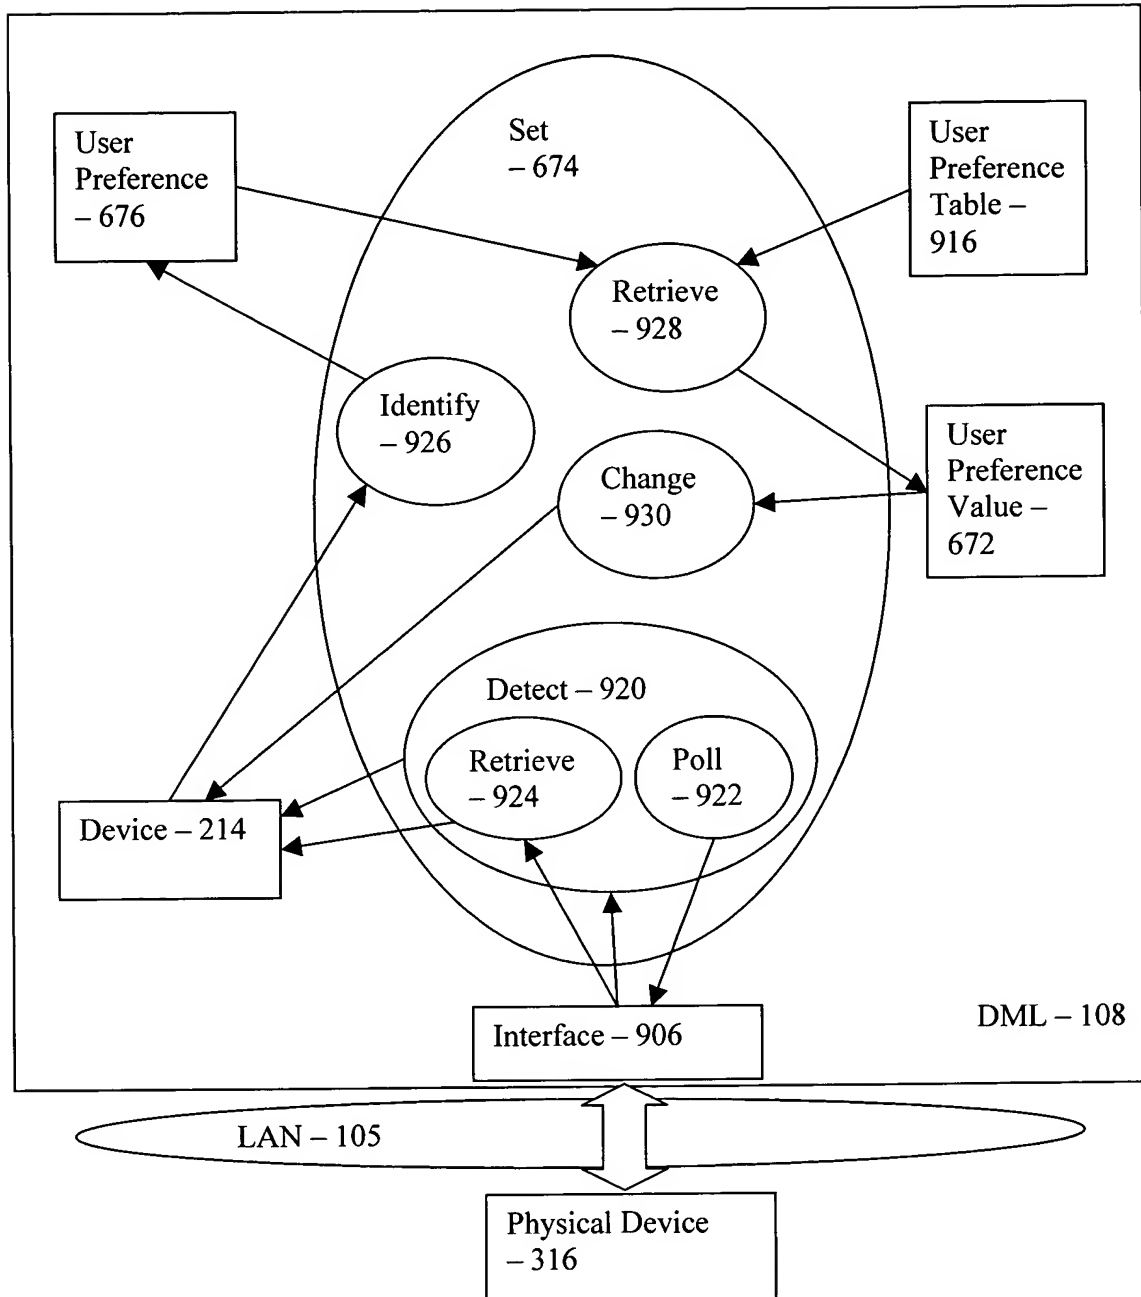 User
Preference
– 676
Set
– 674
User
Preference
Table –
916
Retrieve
– 928
Identify
– 926
Change
– 930
User
Preference
Value –
672
Detect – 920
Retrieve
– 924
Poll
– 922
Device – 214
Interface – 906
DML – 108
LAN – 105
Physical Device
– 316